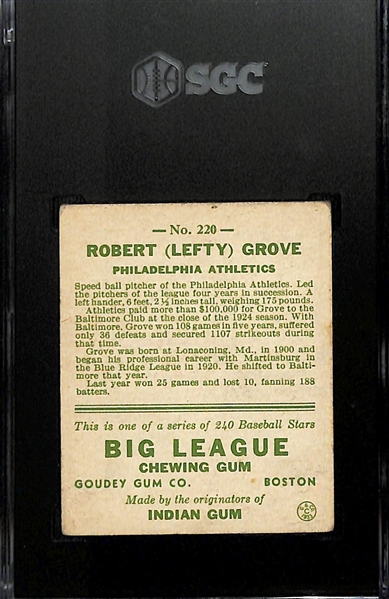 SGC
— No. 220 —
ROBERT (LEFTY) GROVE
PHILADELPHIA ATHLETICS
Speed ball pitcher of the Philadelphia Athletics. Led
the pitchers of the league four years in succession. A
left hander, 6 feet, 2½ inches tall, weighing 175 pounds.
Athletics paid more than $100,000 for Grove to the
Baltimore Club at the close of the 1924 season. With
Baltimore, Grove won 108 games in five years, suffered
only 36 defeats and secured 1107 strikeouts during
that time.
Grove was born at Lonaconing, Md., in 1900 and
began his professional career with Martinsburg in
the Blue Ridge League in 1920. He shifted to Balti-
more that year.
Last year won 25 games and lost 10, fanning 188
batters.
This is one of a series of 240 Baseball Stars
BIG LEAGUE
CHEWING GUM
GOUDEY GUM CO. BOSTON
Made by the originators of
INDIAN GUM